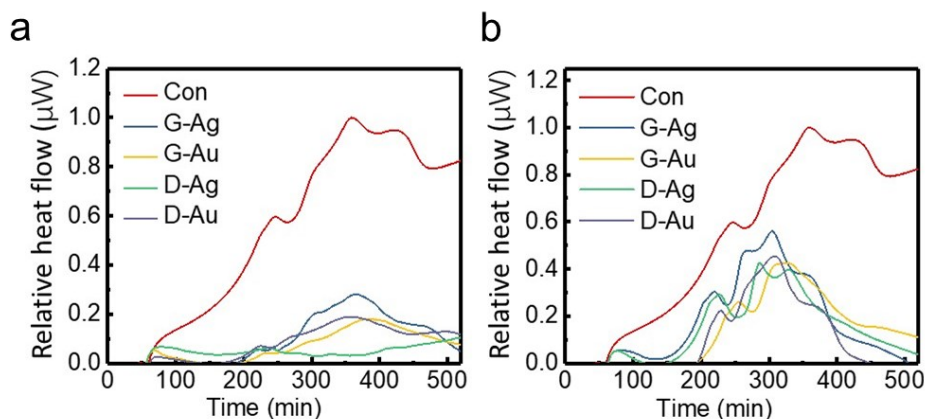 a
Relative heat flow (μW)
1.2
1.0
0.8
0.6
0.4
0.2
0.0
Con
G-Ag
G-Au
D-Ag
D-Au
0 100 200 300 400 500
Time (min)
b
Relative heat flow (μW)
1.2
1.0
0.8
0.6
0.4
0.2
0.0
Con
G-Ag
G-Au
D-Ag
D-Au
0 100 200 300 400 500
Time (min)